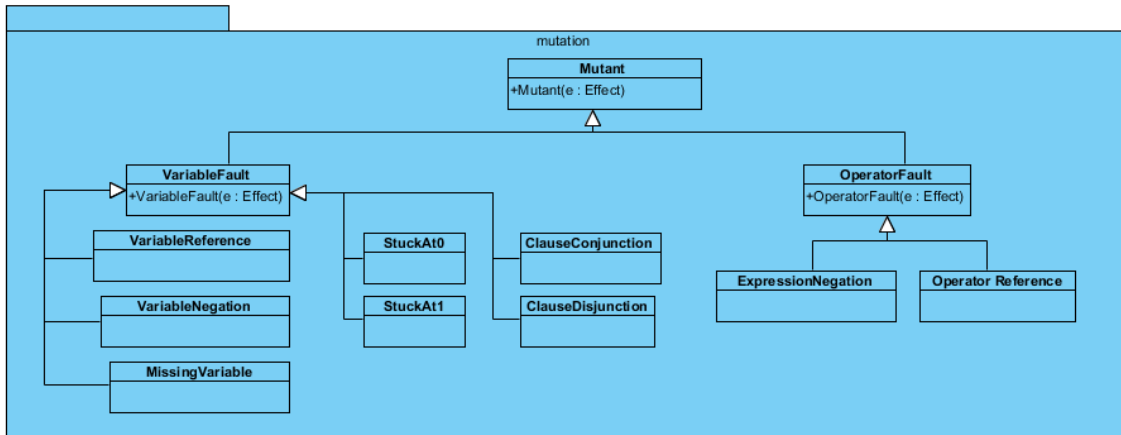 mutation
Mutant
+Mutant(e : Effect)
VariableFault
+VariableFault(e : Effect)
OperatorFault
+OperatorFault(e : Effect)
VariableReference
StuckAt0
ClauseConjunction
ExpressionNegation
Operator Reference
VariableNegation
StuckAt1
ClauseDisjunction
MissingVariable